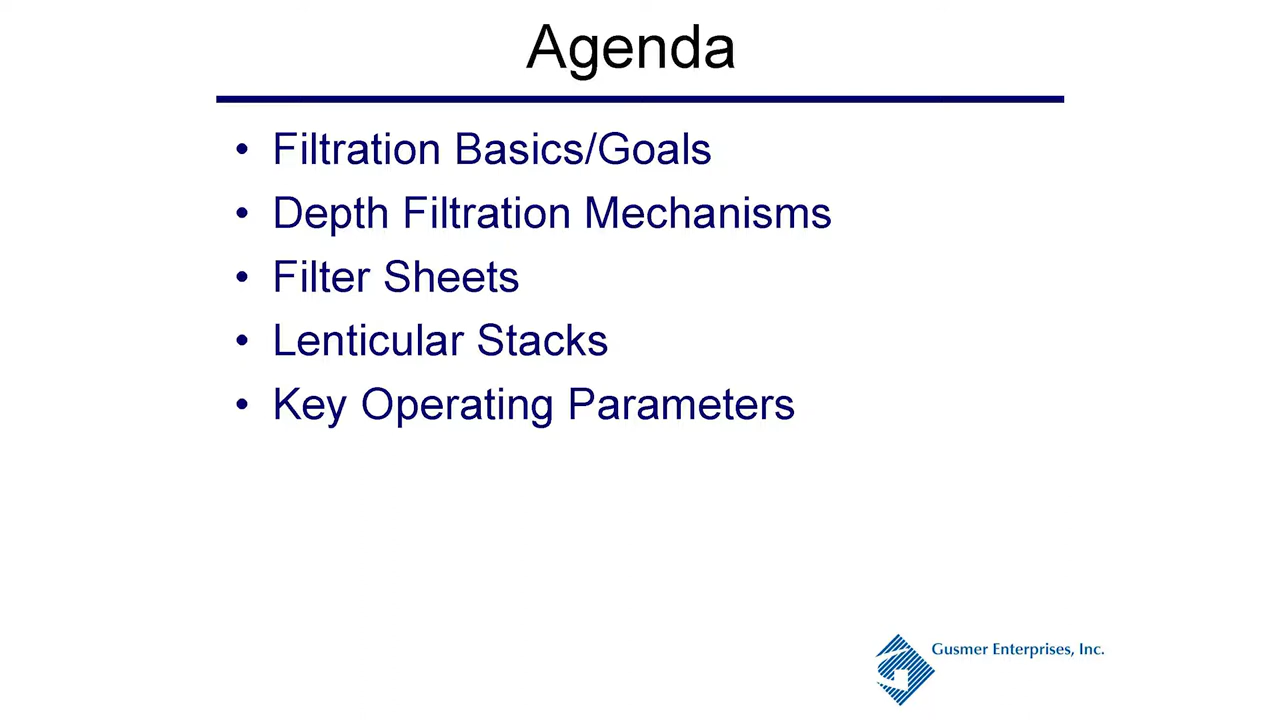 Agenda
• Filtration Basics/Goals
• Depth Filtration Mechanisms
• Filter Sheets
• Lenticular Stacks
• Key Operating Parameters
Gusmer Enterprises, Inc.